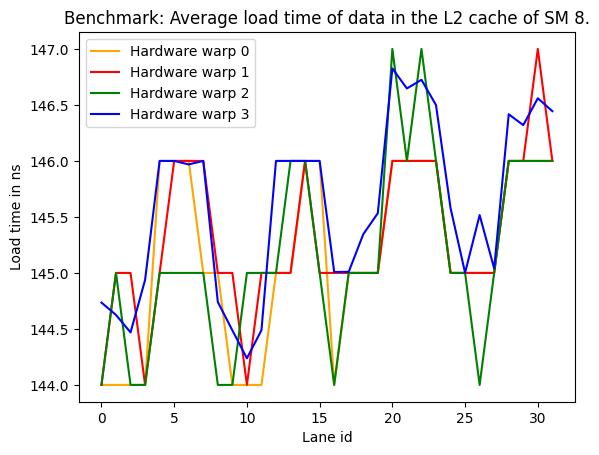 Benchmark: Average load time of data in the L2 cache of SM 8.
Hardware warp 0
Hardware warp 1
Hardware warp 2
Hardware warp 3
Load time in ns
147.0
146.5
146.0
145.5
145.0
144.5
144.0
0 5 10 15 20 25 30
Lane id